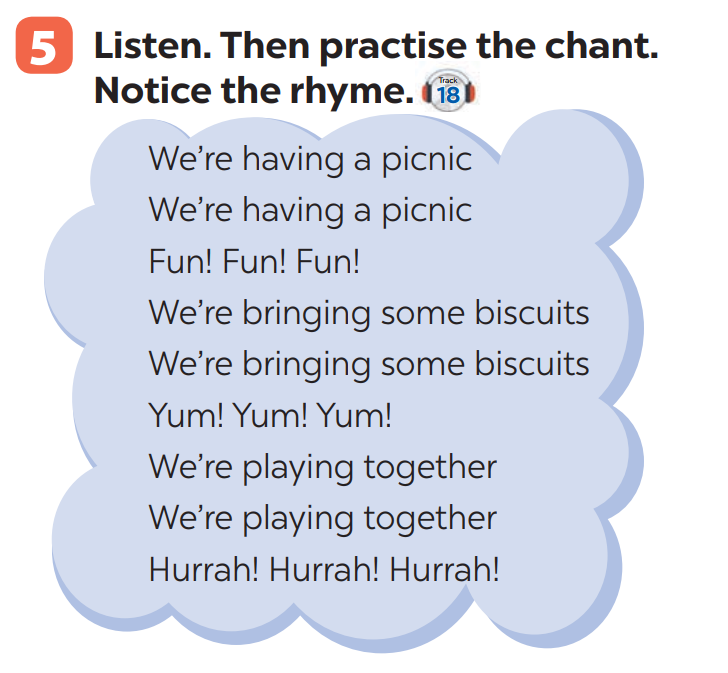 5 Listen. Then practise the chant.
Notice the rhyme. Track 18
We're having a picnic
We're having a picnic
Fun! Fun! Fun!
We're bringing some biscuits
We're bringing some biscuits
Yum! Yum! Yum!
We're playing together
We're playing together
Hurrah! Hurrah! Hurrah!